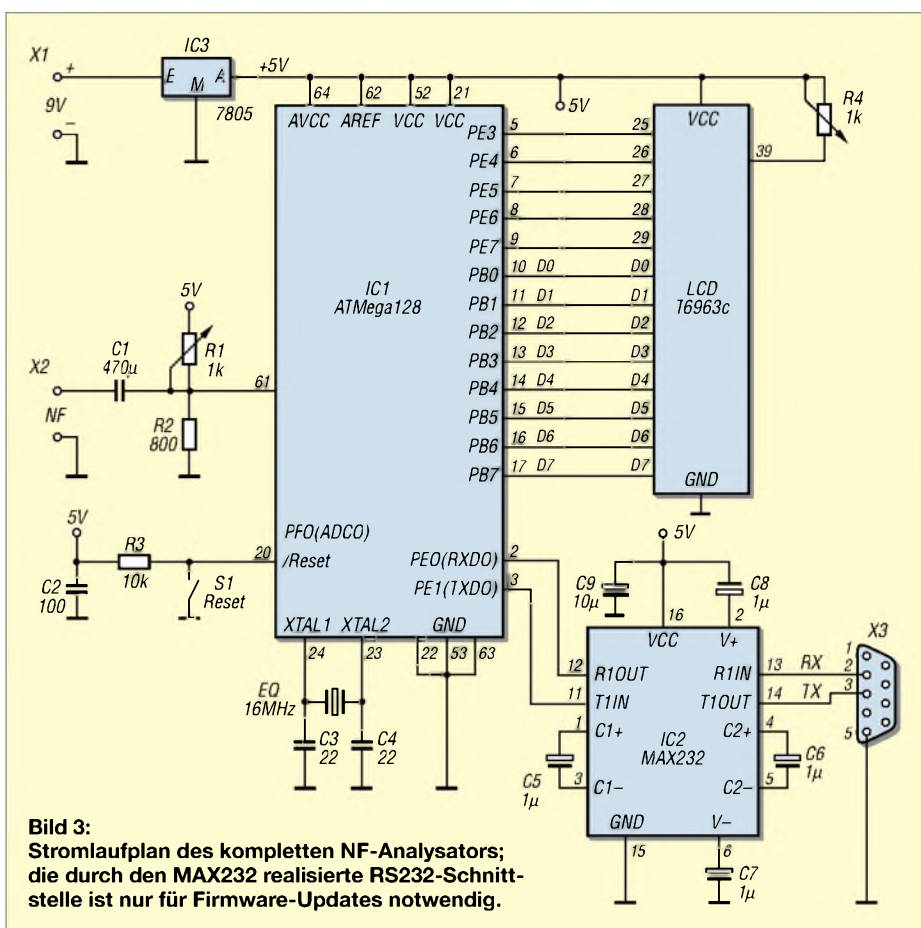 X1
+
9V
–
IC3
E M A
7805
+5V
64 62 52 21
AVCC AREF VCC VCC
5V
R4
1k
VCC
39
IC1
ATMega128
LCD
T6963c
PE3 5 25
PE4 6 26
PE5 7 27
PE6 8 28
PE7 9 29
PB0 10 D0 D0
PB1 11 D1 D1
PB2 12 D2 D2
PB3 13 D3 D3
PB4 14 D4 D4
PB5 15 D5 D5
PB6 16 D6 D6
PB7 17 D7 D7
GND
5V
R1
1k
C1
470µ
X2
NF
61
R2
800
5V
R3
10k
C2
100
S1
Reset
PF0(ADC0)
20
/Reset
PE0(RXD0) 2
PE1(TXD0) 3
XTAL1 XTAL2 GND
24 23 22 53 63
EQ
16MHz
C3
22
C4
22
5V
C9
10µ
C8
1µ
16 2
VCC V+
12 R1OUT R1IN 13 RX
11 T1IN T1OUT 14 TX
1 C1+ C2+ 4
IC2
MAX232
3 C1– C2– 5
C5
1µ
C6
1µ
GND V–
15 6
C7
1µ
X3
1
2
3
5
Bild 3:
Stromlaufplan des kompletten NF-Analysators;
die durch den MAX232 realisierte RS232-Schnitt-
stelle ist nur für Firmware-Updates notwendig.